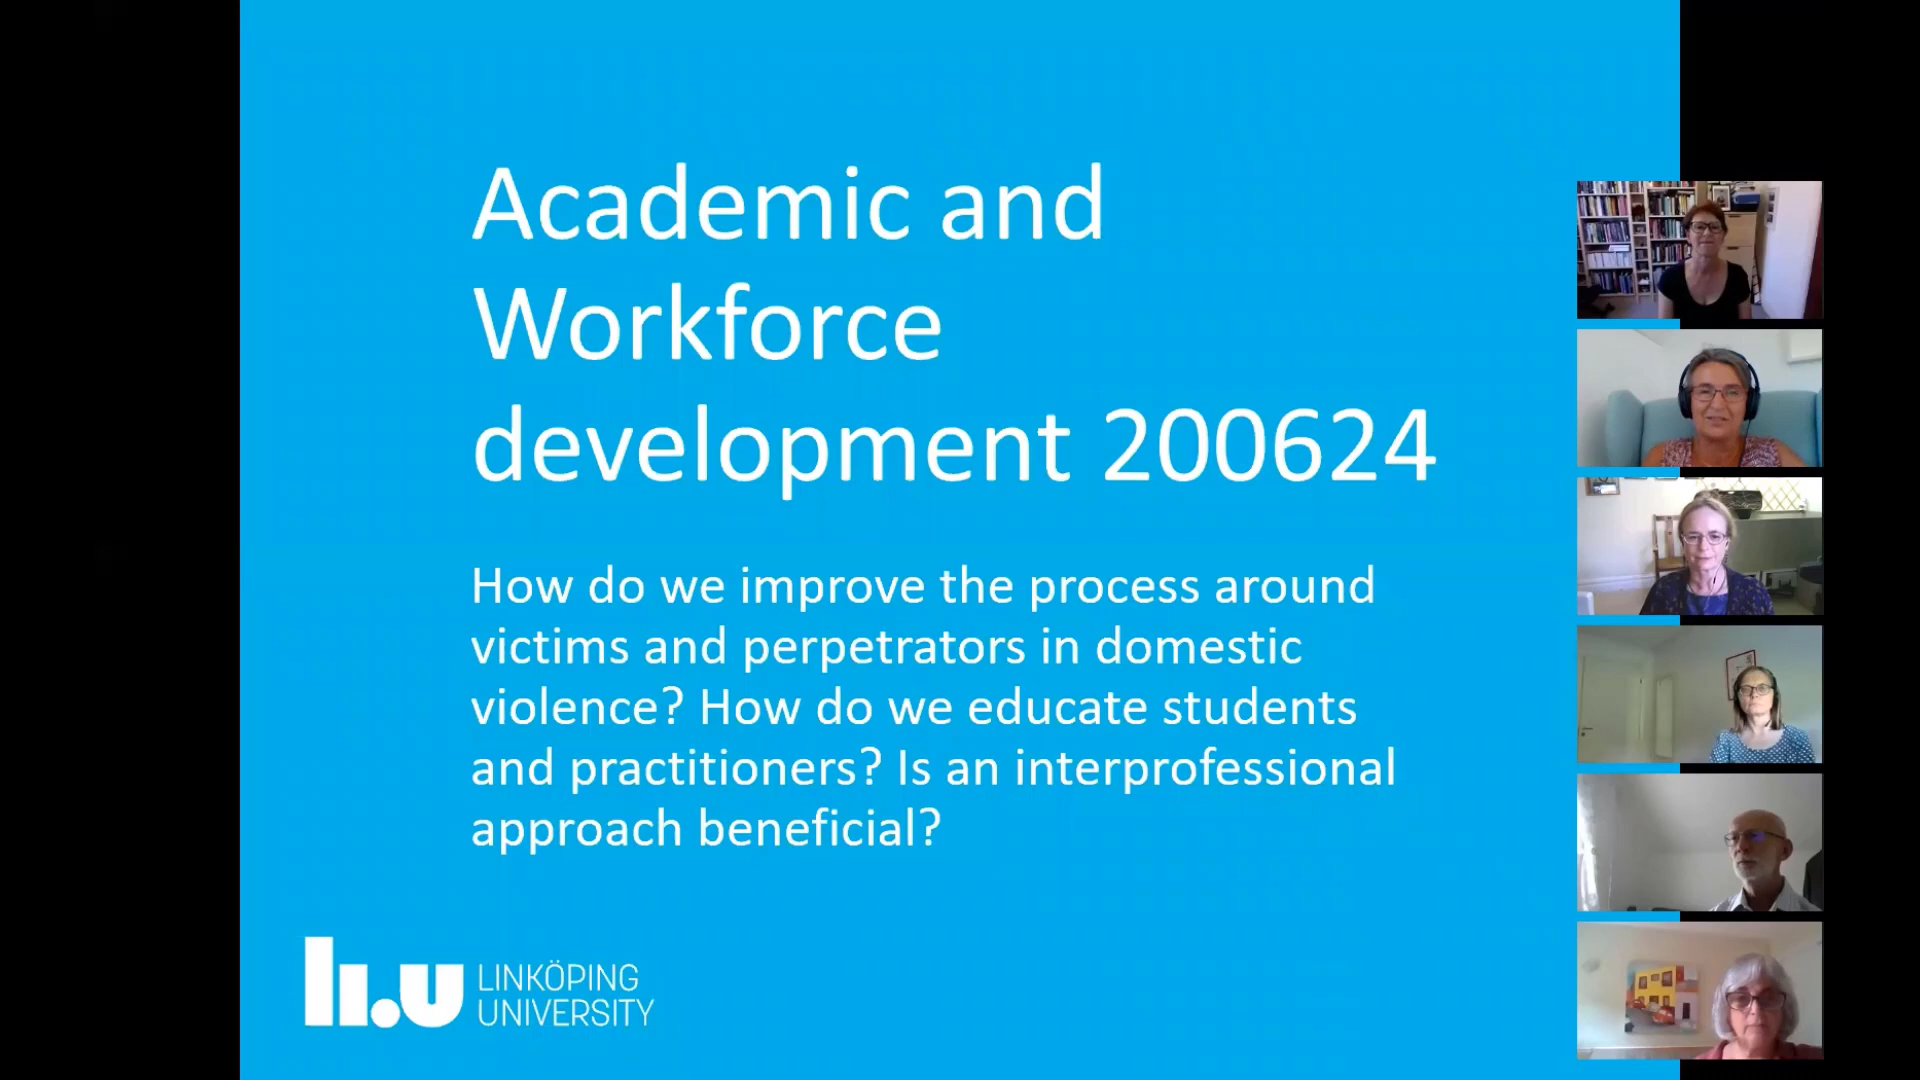 Academic and
Workforce
development 200624
How do we improve the process around
victims and perpetrators in domestic
violence? How do we educate students
and practitioners? Is an interprofessional
approach beneficial?
li.u LINKÖPING
UNIVERSITY